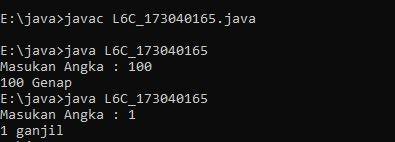 E:\java>javac L6C_173040165.java
E:\java>java L6C_173040165
Masukan Angka : 100
100 Genap
E:\java>java L6C_173040165
Masukan Angka : 1
1 ganjil